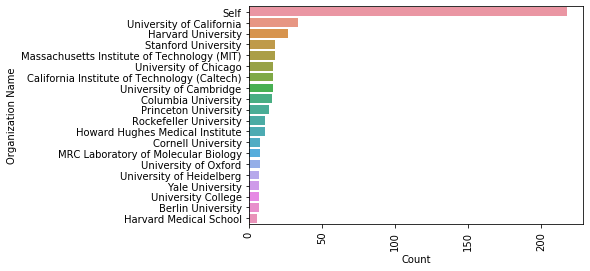 Organization Name
Self
University of California
Harvard University
Stanford University
Massachusetts Institute of Technology (MIT)
University of Chicago
California Institute of Technology (Caltech)
University of Cambridge
Columbia University
Princeton University
Rockefeller University
Howard Hughes Medical Institute
Cornell University
MRC Laboratory of Molecular Biology
University of Oxford
University of Heidelberg
Yale University
University College
Berlin University
Harvard Medical School
0
50
100
150
200
Count